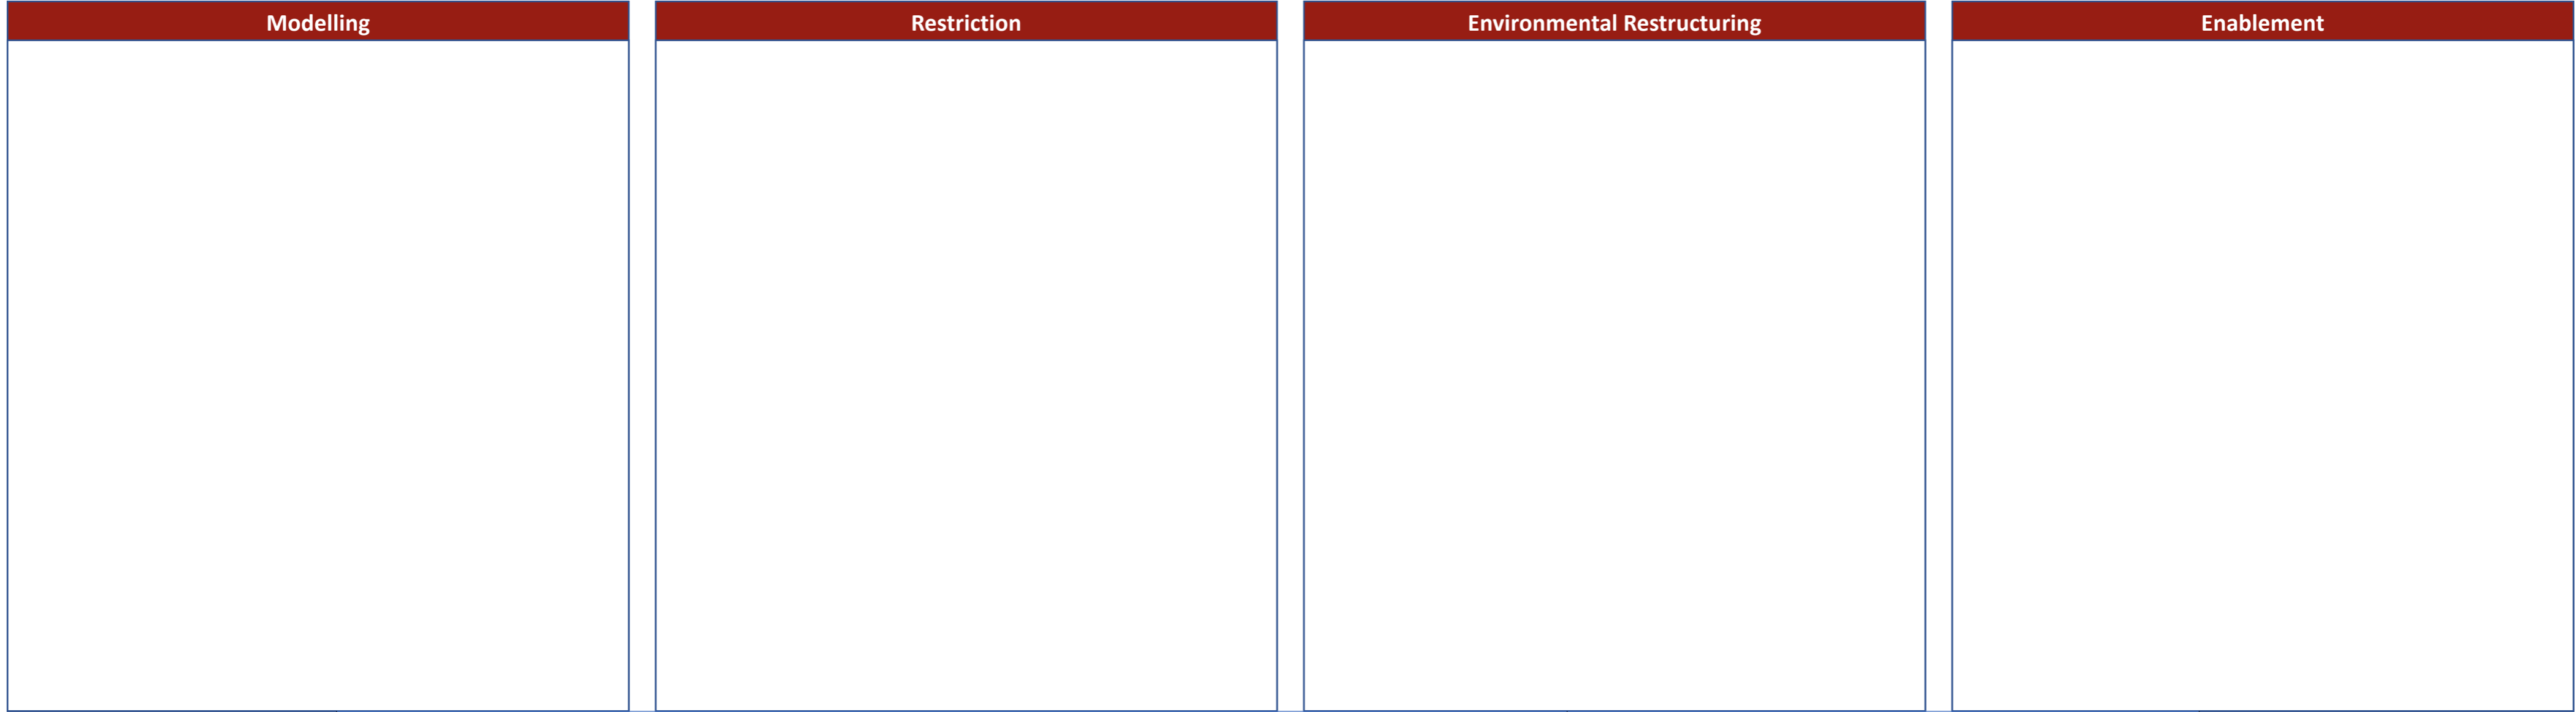 Modelling
Restriction
Environmental Restructuring
Enablement